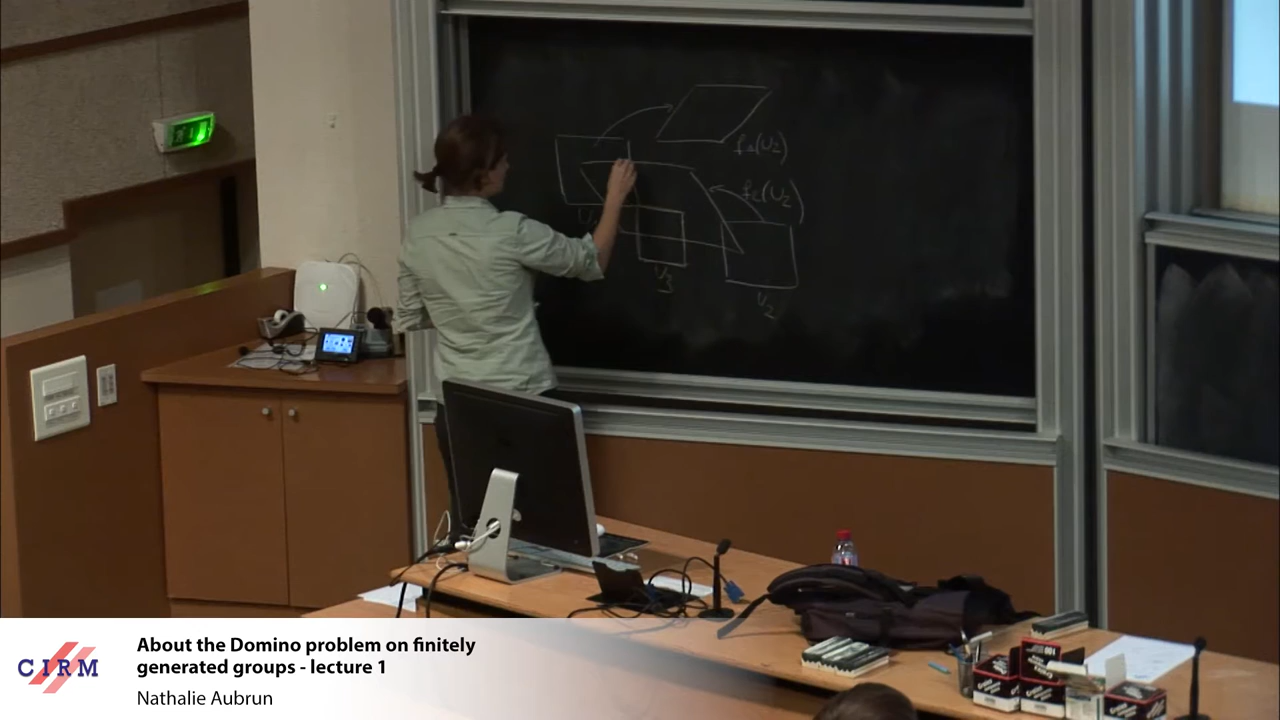 f₁(U₂)
f₂(U₂)
U₃
U₂
CIRM
About the Domino problem on finitely
generated groups - lecture 1
Nathalie Aubrun